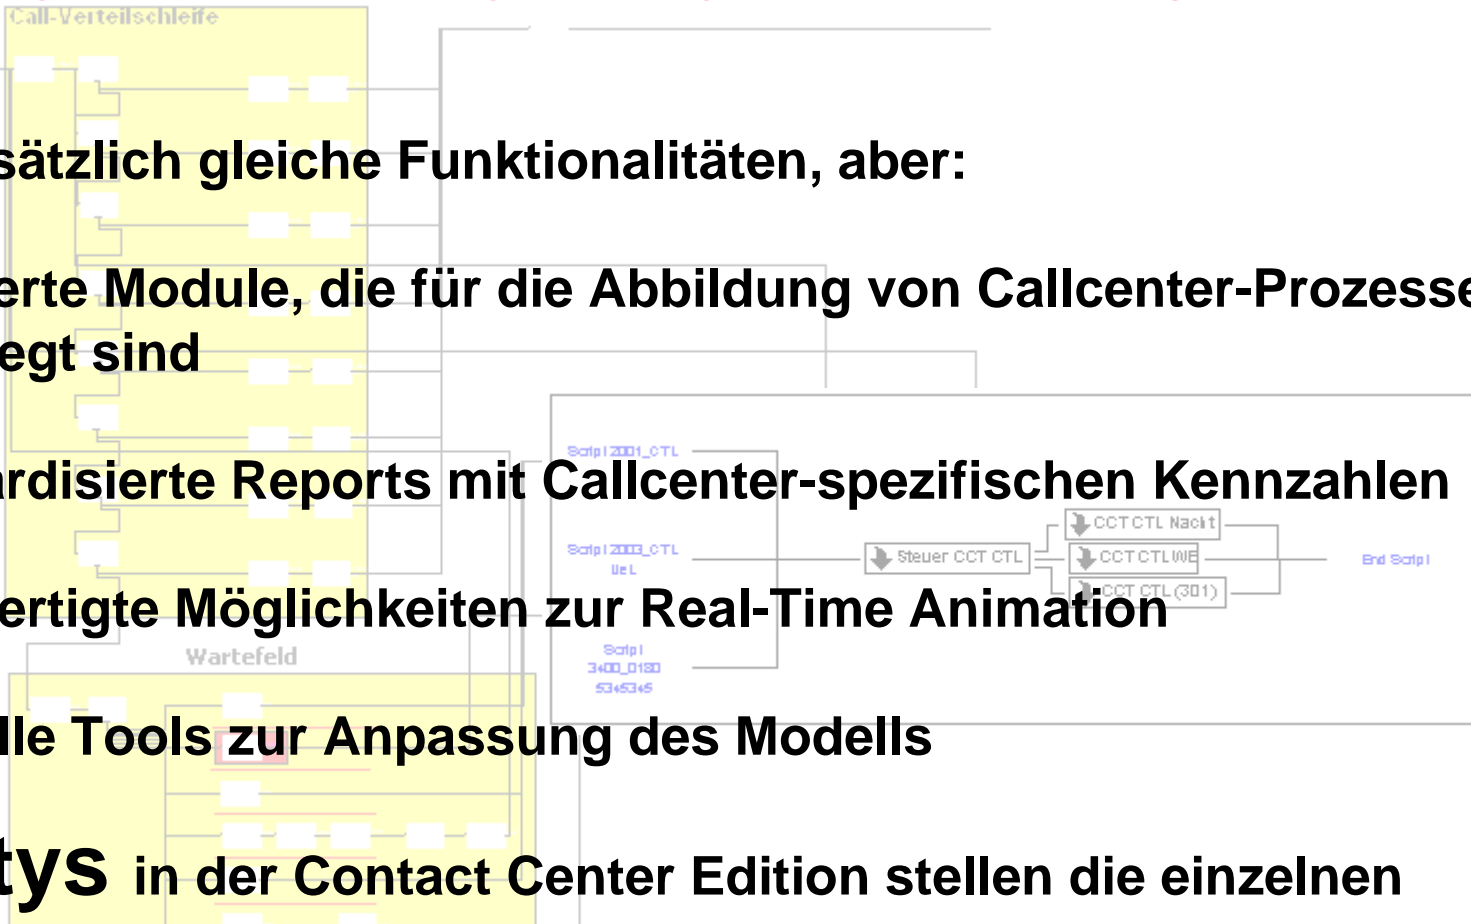 Call-Verteilschleife
sätzlich gleiche Funktionalitäten, aber:
erte Module, die für die Abbildung von Callcenter-Prozesse
egt sind
Script 2001_CTL
rdisierte Reports mit Callcenter-spezifischen Kennzahlen
CCT CTL Nacht
Script 2003_CTL
UeL
Steuer CCT CTL
CCT CTL WE
End Script
CCT CTL (301)
ertigte Möglichkeiten zur Real-Time Animation
Wartefeld
Script
3400_0180
5345345
lle Tools zur Anpassung des Modells
tys in der Contact Center Edition stellen die einzelnen